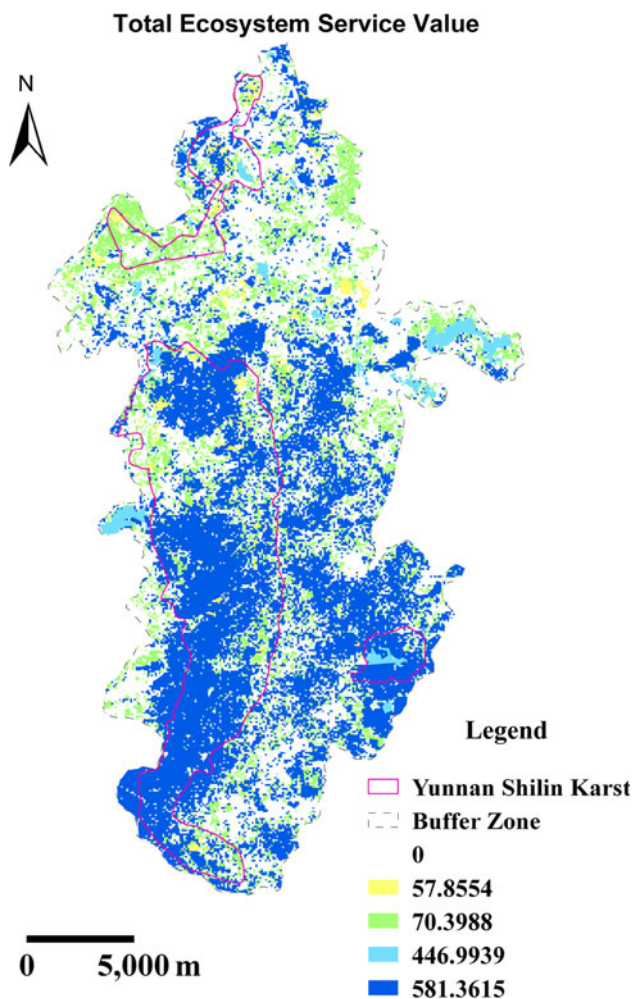 Total Ecosystem Service Value
N
Legend
Yunnan Shilin Karst
Buffer Zone
0
57.8554
70.3988
446.9939
581.3615
0 5,000 m